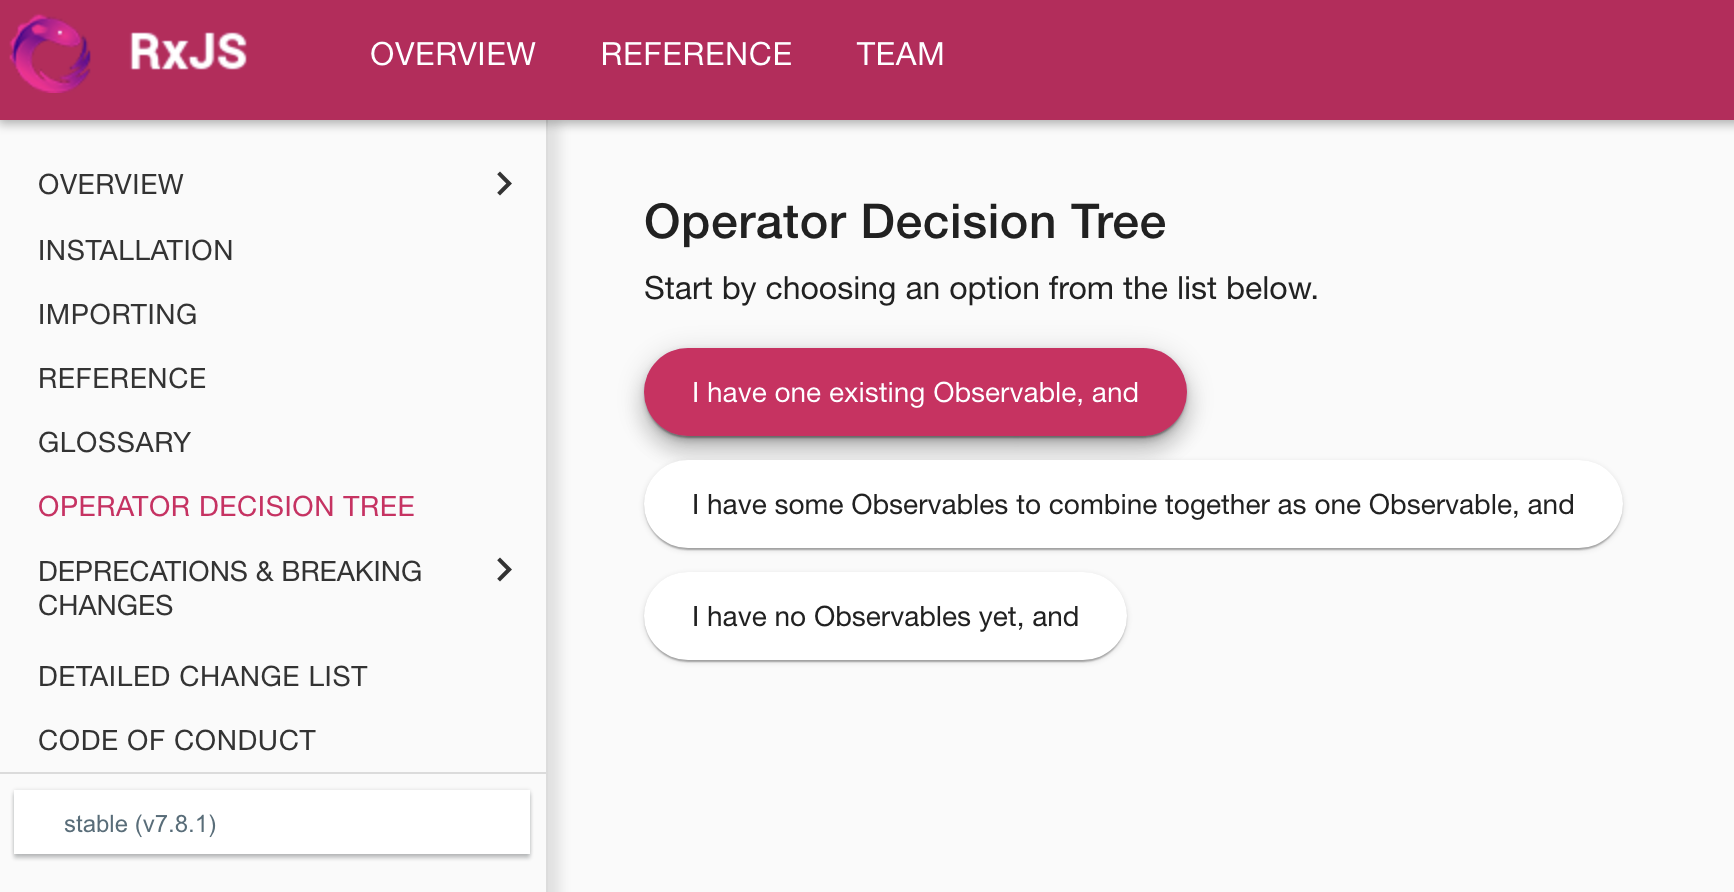 RxJS
OVERVIEW
REFERENCE
TEAM
OVERVIEW
INSTALLATION
IMPORTING
REFERENCE
GLOSSARY
OPERATOR DECISION TREE
DEPRECATIONS & BREAKING
CHANGES
DETAILED CHANGE LIST
CODE OF CONDUCT
stable (v7.8.1)
Operator Decision Tree
Start by choosing an option from the list below.
I have one existing Observable, and
I have some Observables to combine together as one Observable, and
I have no Observables yet, and